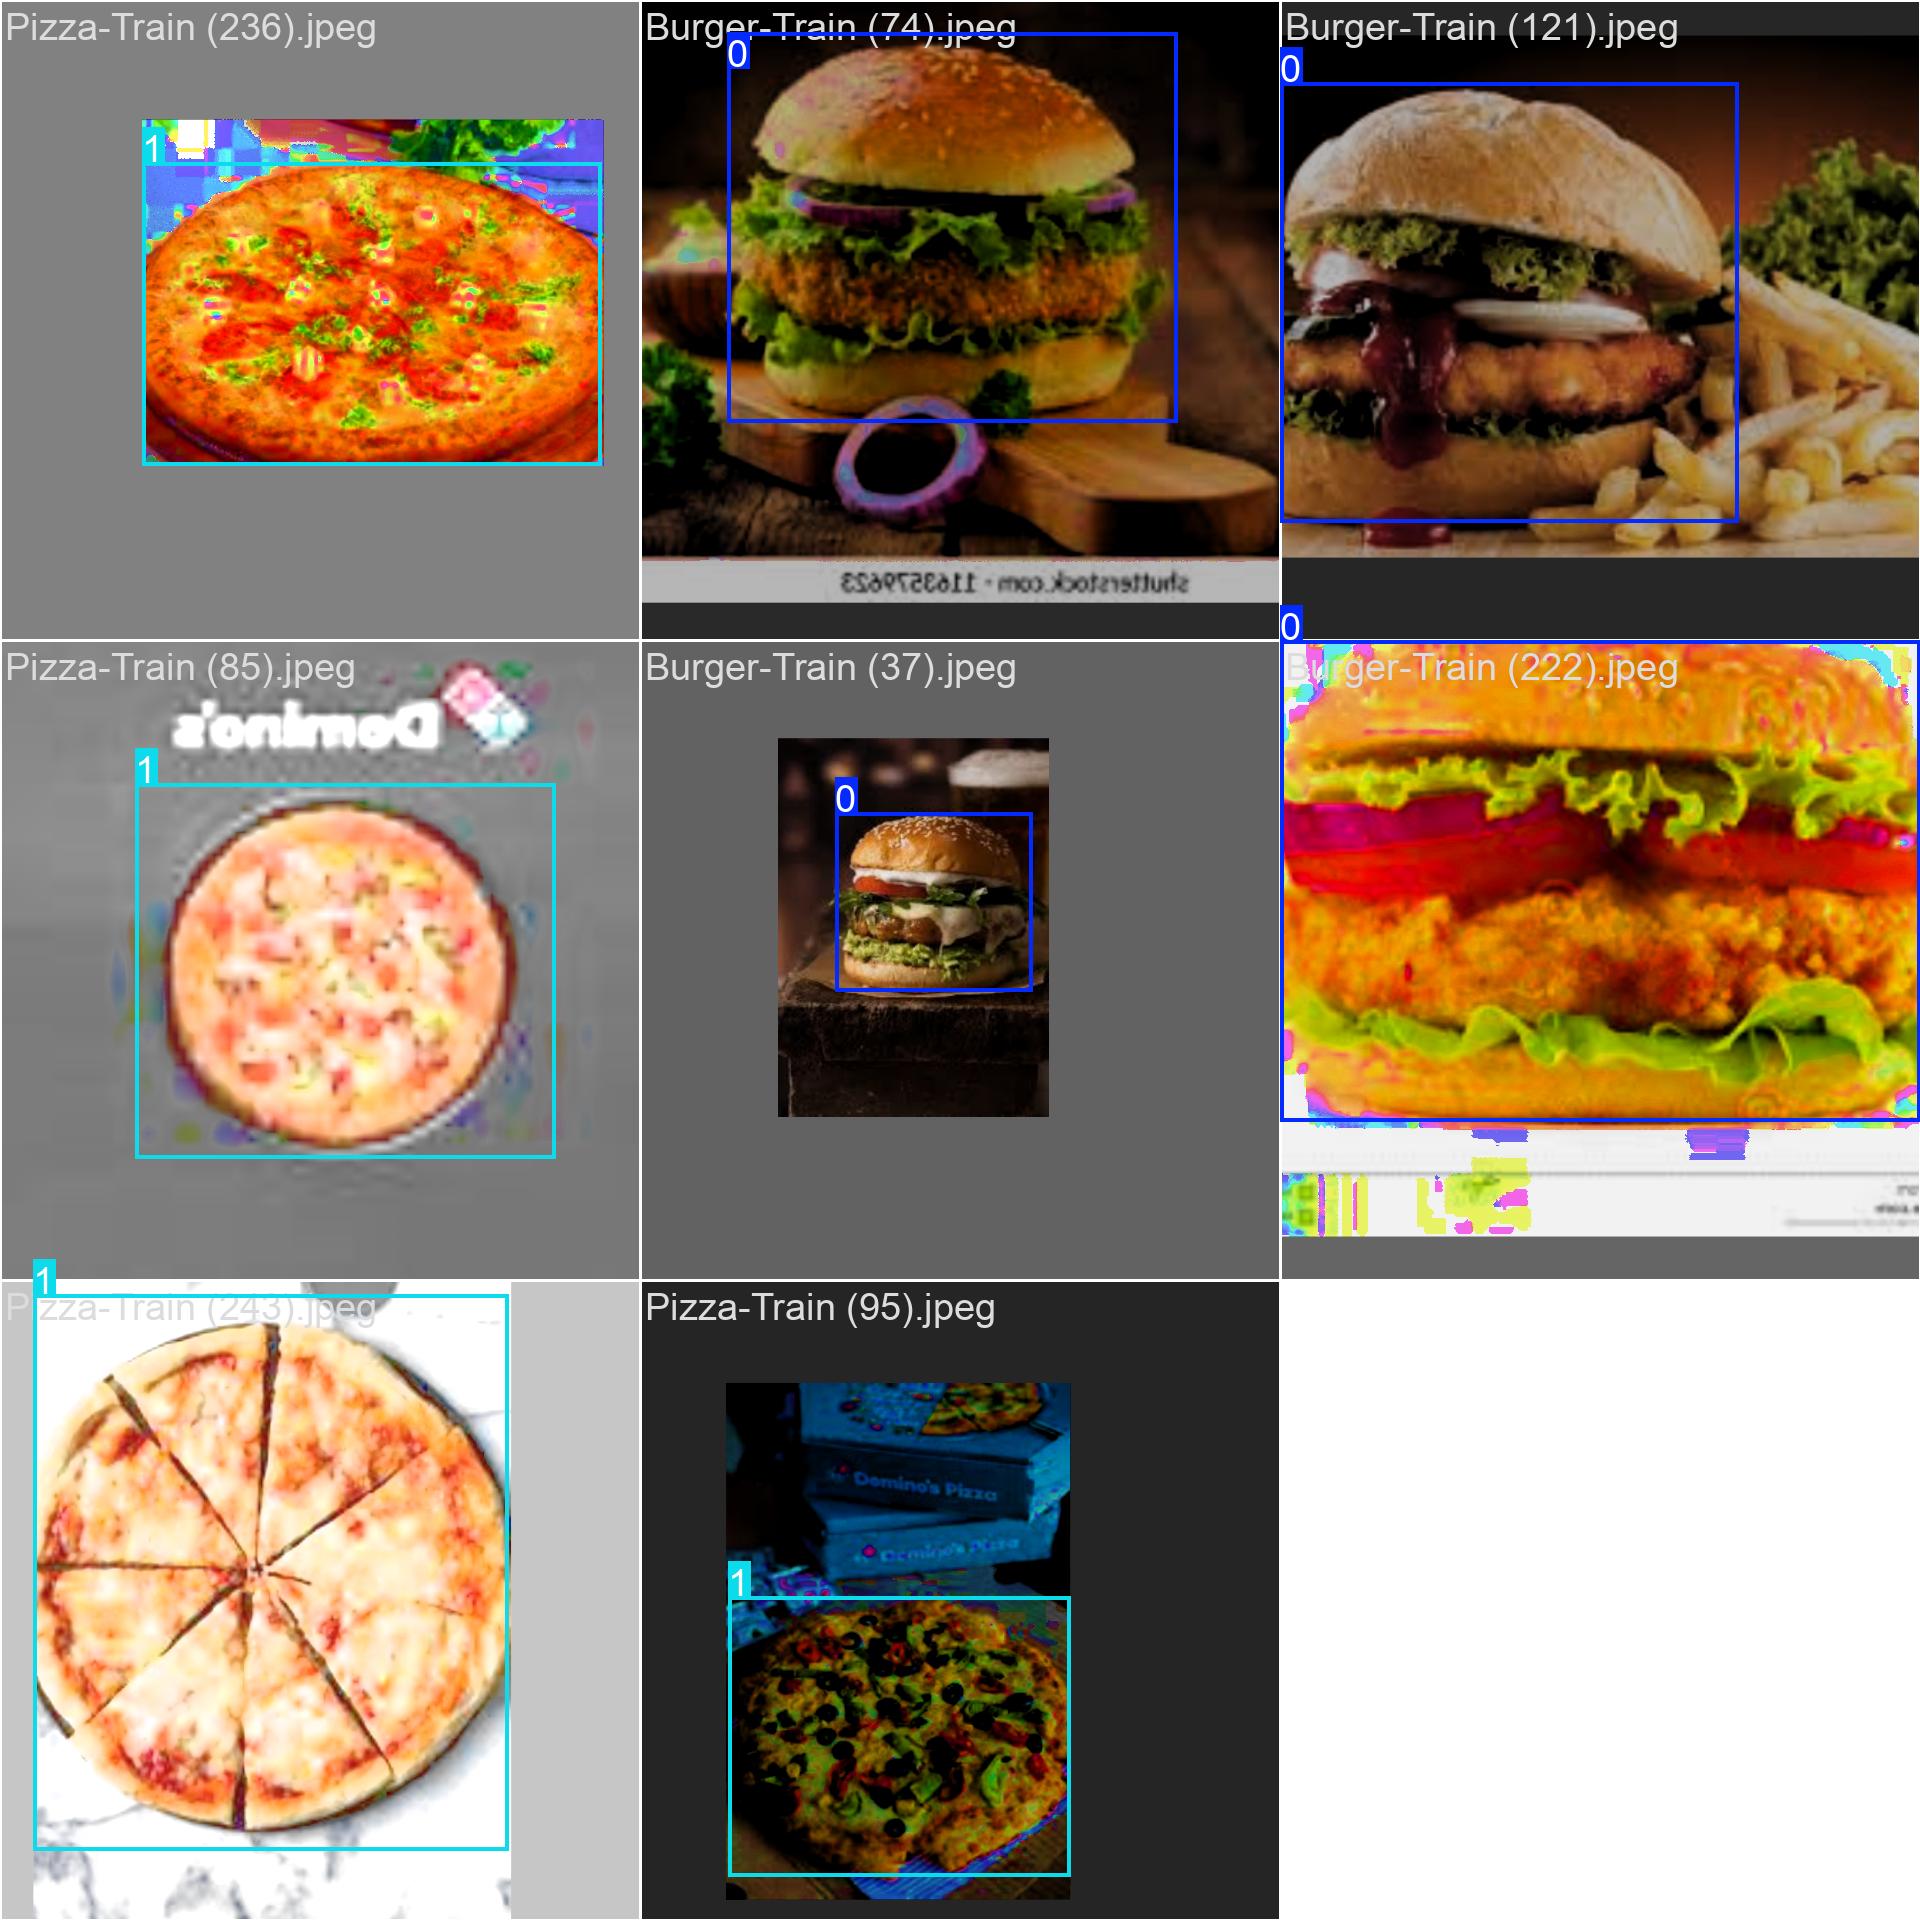 Pizza-Train (236).jpeg
Burger-Train (74).jpeg
Burger-Train (121).jpeg
1
0
0
shutterstock.com · 1163579623
Pizza-Train (85).jpeg
Burger-Train (37).jpeg
Burger-Train (222).jpeg
Domino's
1
0
0
Pizza-Train (243).jpeg
Pizza-Train (95).jpeg
1
Domino's Pizza
Domino's Pizza
1